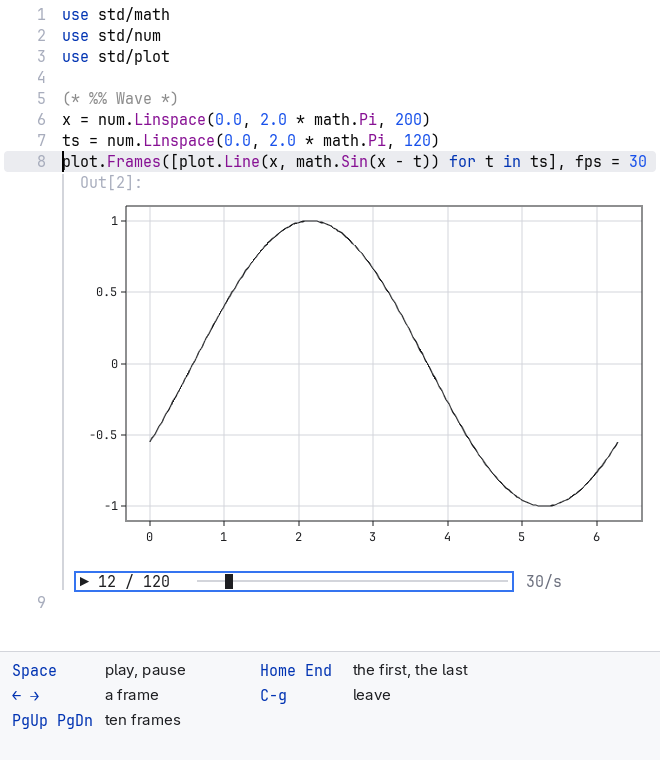 1 use std/math
2 use std/num
3 use std/plot
4
5 (* %% Wave *)
6 x = num.Linspace(0.0, 2.0 * math.Pi, 200)
7 ts = num.Linspace(0.0, 2.0 * math.Pi, 120)
8 plot.Frames([plot.Line(x, math.Sin(x - t)) for t in ts], fps = 30
Out[2]:
1
0.5
0
-0.5
-1
0 1 2 3 4 5 6
▶ 12 / 120 30/s
9
Space play, pause Home End the first, the last
← → a frame C-g leave
PgUp PgDn ten frames